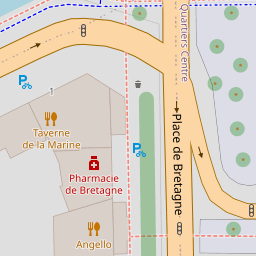 Quartiers Centre
1
Taverne
de la Marine
Place de Bretagne
Pharmacie
de Bretagne
Angello